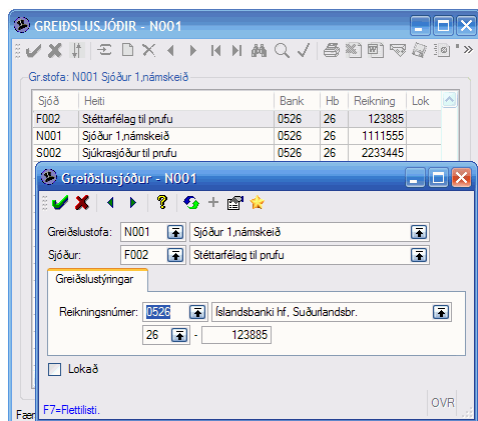 GREIÐSLUSJÓÐIR - N001
Gr.stofa: N001 Sjóður 1,námskeið
Sjóð Heiti Bank Hb Reikning Lok
F002 Stéttarfélag til prufu 0526 26 123885
N001 Sjóður 1,námskeið 0526 26 1111555
S002 Sjúkrasjóður til prufu 0526 26 2233445
Greiðslusjóður - N001
Greiðslustofa: N001 Sjóður 1,námskeið
Sjóður: F002 Stéttarfélag til prufu
Greiðslustýringar
Reikningsnúmer: 0526 Íslandsbanki hf, Suðurlandsbr.
26 - 123885
Lokað
OVR
F7=Flettilisti.
Fær